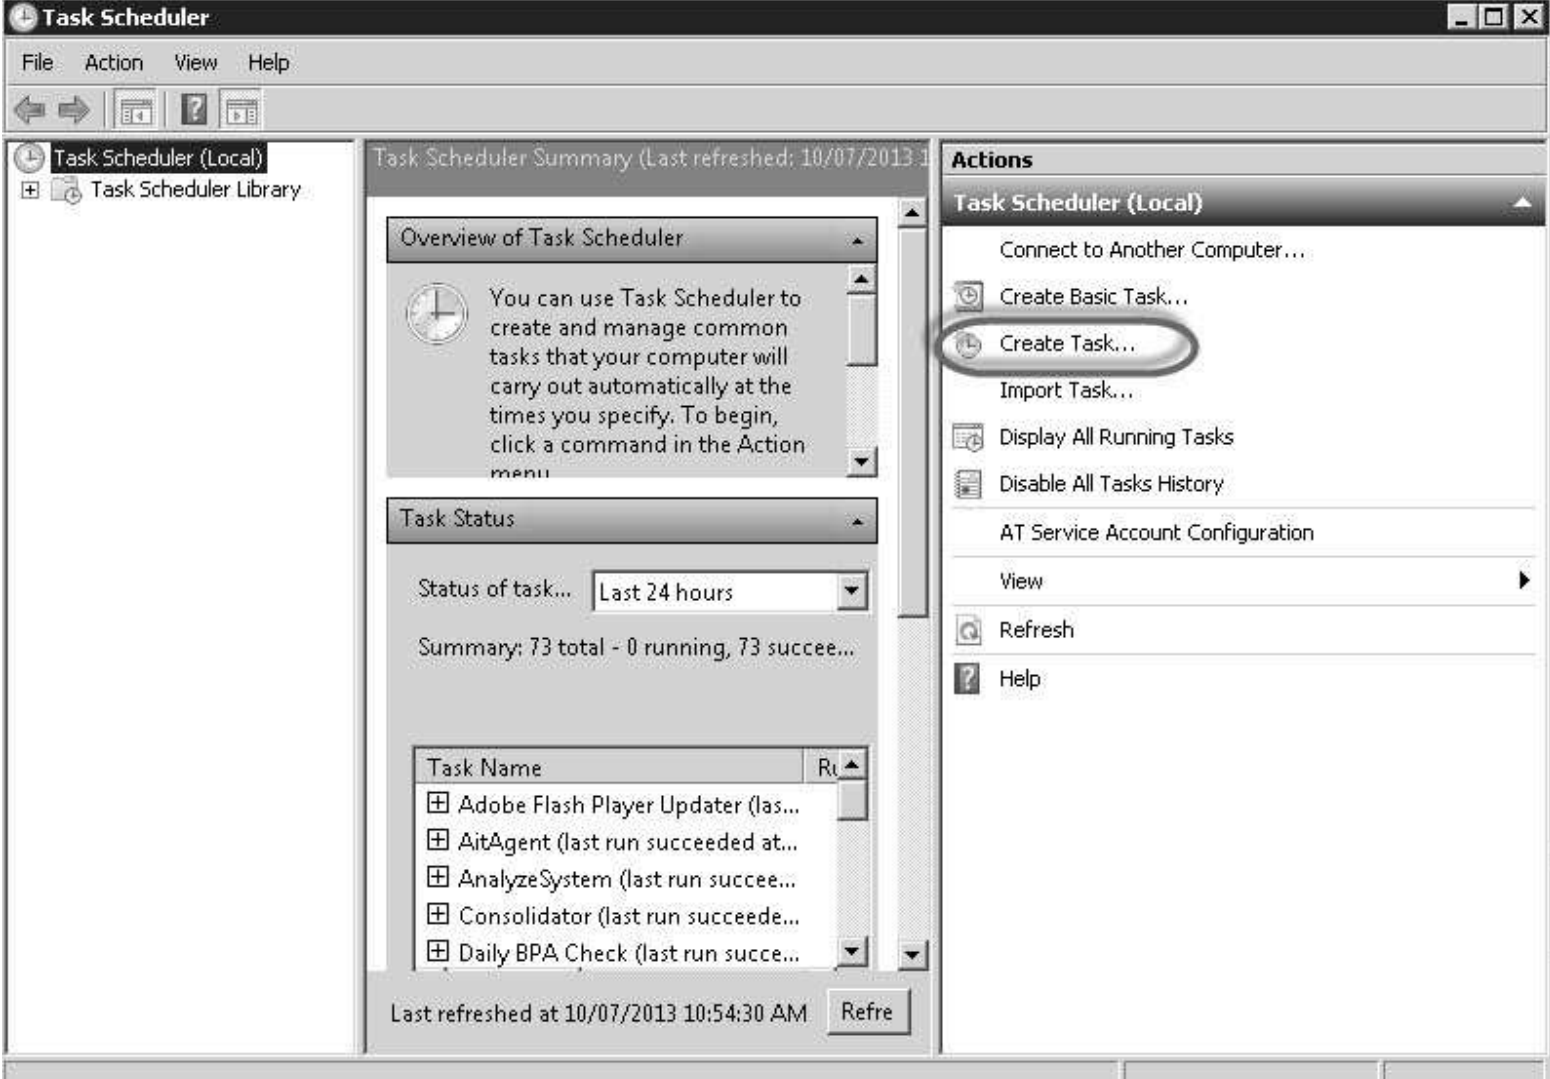 Task Scheduler
File Action View Help
Task Scheduler (Local)
Task Scheduler Library
Task Scheduler Summary (Last refreshed: 10/07/2013 1
Overview of Task Scheduler
You can use Task Scheduler to
create and manage common
tasks that your computer will
carry out automatically at the
times you specify. To begin,
click a command in the Action
menu
Task Status
Status of task... Last 24 hours
Summary: 73 total - 0 running, 73 succee...
Task Name Ru
Adobe Flash Player Updater (las...
AitAgent (last run succeeded at...
AnalyzeSystem (last run succee...
Consolidator (last run succeede...
Daily BPA Check (last run succe...
Last refreshed at 10/07/2013 10:54:30 AM Refre
Actions
Task Scheduler (Local)
Connect to Another Computer...
Create Basic Task...
Create Task...
Import Task...
Display All Running Tasks
Disable All Tasks History
AT Service Account Configuration
View
Refresh
Help